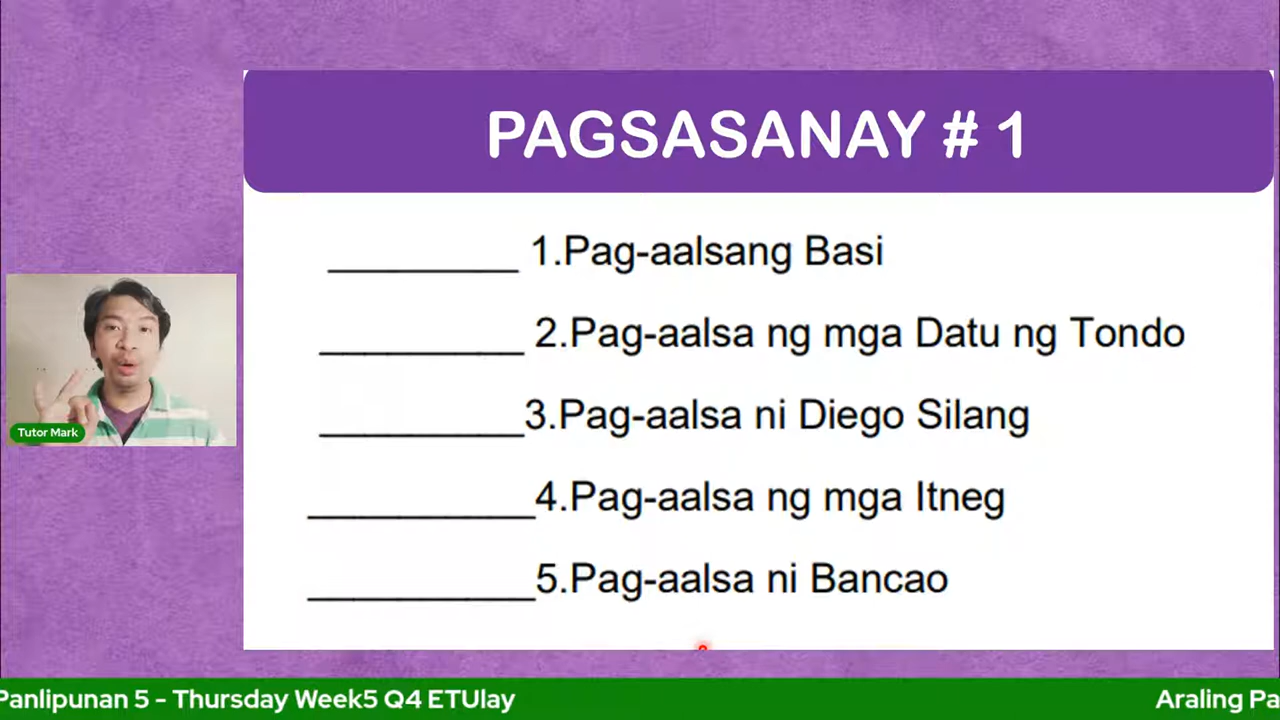 PAGSASANAY # 1
__________ 1.Pag-aalsang Basi
__________ 2.Pag-aalsa ng mga Datu ng Tondo
__________3.Pag-aalsa ni Diego Silang
__________4.Pag-aalsa ng mga Itneg
__________5.Pag-aalsa ni Bancao
Tutor Mark
Panlipunan 5 - Thursday Week5 Q4 ETUlay
Araling Pa